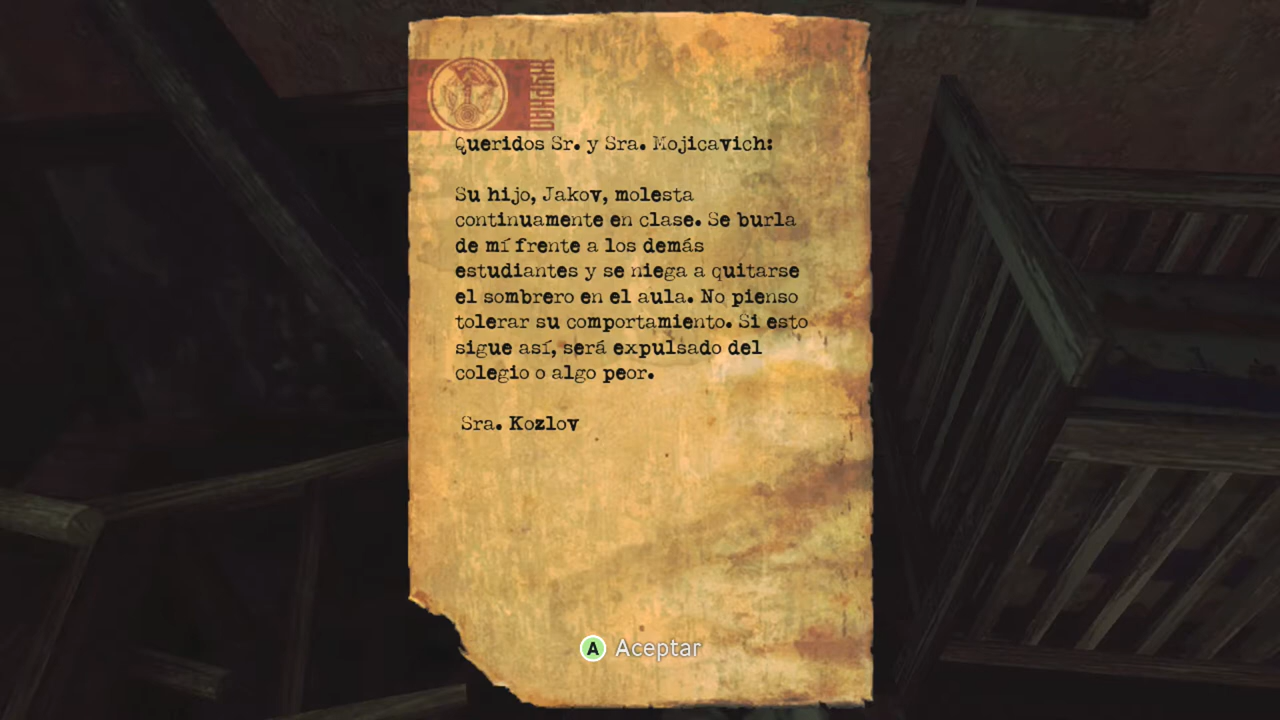 Queridos Sr. y Sra. Mojicavich:
Su hijo, Jakov, molesta
continuamente en clase. Se burla
de mí frente a los demás
estudiantes y se niega a quitarse
el sombrero en el aula. No pienso
tolerar su comportamiento. Si esto
sigue así, será expulsado del
colegio o algo peor.
Sra. Kozlov
A Aceptar